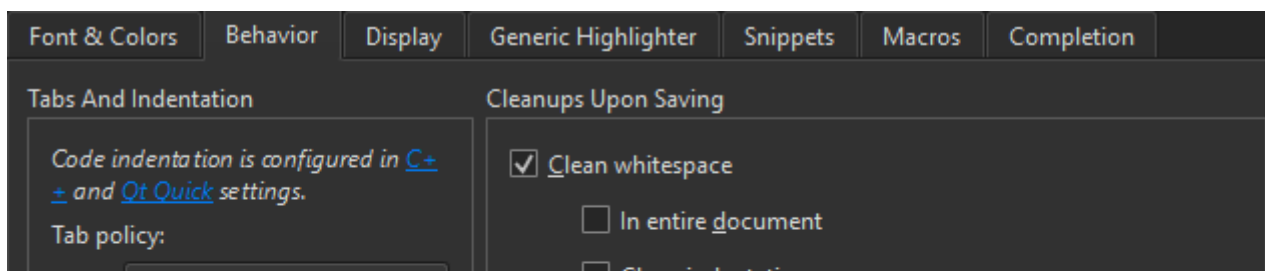 Font & Colors Behavior Display Generic Highlighter Snippets Macros Completion
Tabs And Indentation
Code indentation is configured in C+
+ and Qt Quick settings.
Tab policy:
Cleanups Upon Saving
Clean whitespace
In entire document